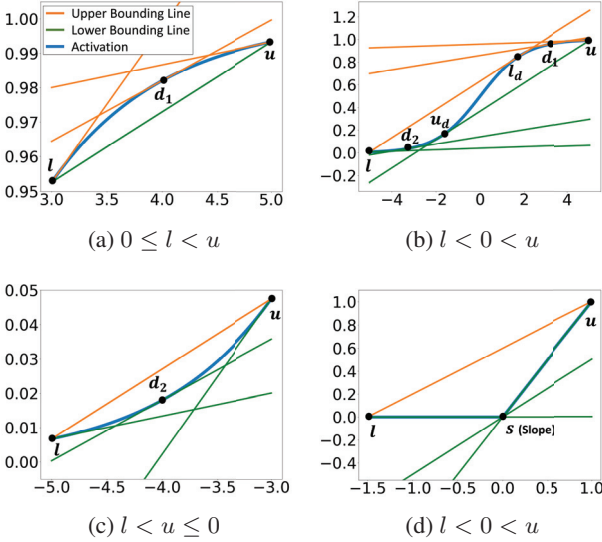 Upper Bounding Line
Lower Bounding Line
Activation
1.00
0.99
0.98
0.97
0.96
0.95
3.0
3.5
4.0
4.5
5.0
l
d₁
u
(a) 0 ≤ l < u
1.2
1.0
0.8
0.6
0.4
0.2
0.0
−0.2
−4
−2
0
2
4
l
d₂
u_d
l_d
d₁
u
(b) l < 0 < u
0.05
0.04
0.03
0.02
0.01
0.00
−5.0
−4.5
−4.0
−3.5
−3.0
l
d₂
u
(c) l < u ≤ 0
1.0
0.8
0.6
0.4
0.2
0.0
−0.2
−0.4
−1.5
−1.0
−0.5
0.0
0.5
1.0
l
S (Slope)
u
(d) l < 0 < u